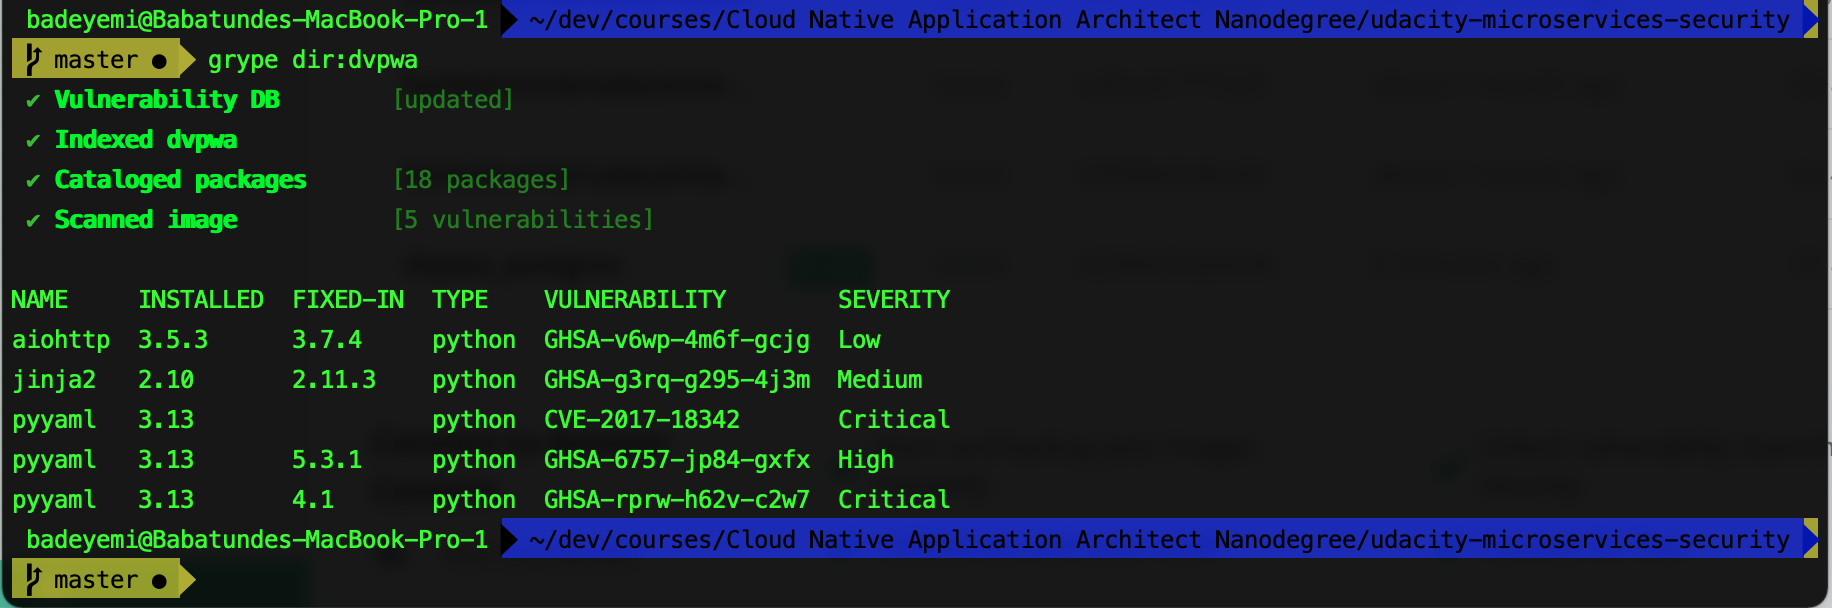 badeyemi@Babatundes-MacBook-Pro-1 ~/dev/courses/Cloud Native Application Architect Nanodegree/udacity-microservices-security
master ● grype dir:dvpwa
✔ Vulnerability DB [updated]
✔ Indexed dvpwa
✔ Cataloged packages [18 packages]
✔ Scanned image [5 vulnerabilities]
NAME INSTALLED FIXED-IN TYPE VULNERABILITY SEVERITY
aiohttp 3.5.3 3.7.4 python GHSA-v6wp-4m6f-gcjg Low
jinja2 2.10 2.11.3 python GHSA-g3rq-g295-4j3m Medium
pyyaml 3.13 python CVE-2017-18342 Critical
pyyaml 3.13 5.3.1 python GHSA-6757-jp84-gxfx High
pyyaml 3.13 4.1 python GHSA-rprw-h62v-c2w7 Critical
badeyemi@Babatundes-MacBook-Pro-1 ~/dev/courses/Cloud Native Application Architect Nanodegree/udacity-microservices-security
master ●